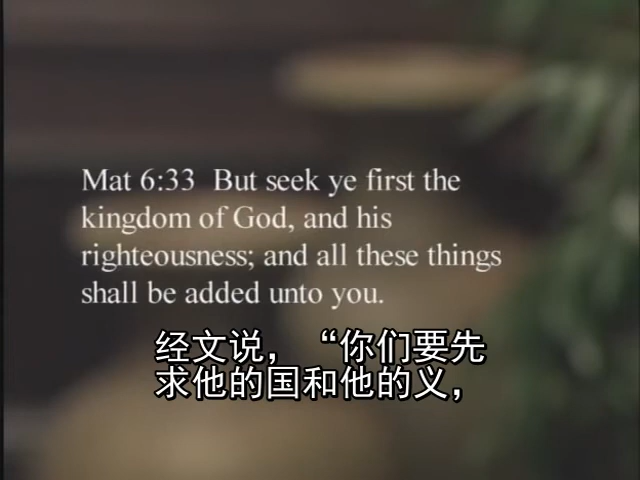 Mat 6:33  But seek ye first the
kingdom of God, and his
righteousness; and all these things
shall be added unto you.
经文说，“你们要先
求他的国和他的义，